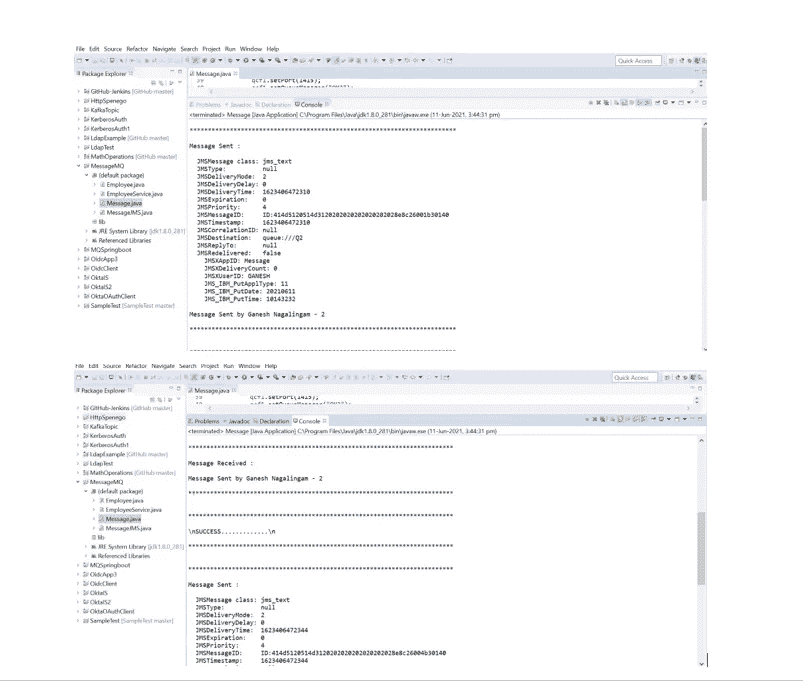 File Edit Source Refactor Navigate Search Project Run Window Help
Quick Access
Package Explorer
GitHub-Jenkins [GitHub master]
HttpSpenego
KafkaTopic
KerberosAuth
KerberosAuth1
LdapExample [GitHub master]
LdapTest
MathOperations [GitHub master]
MessageMQ
(default package)
Employee.java
EmployeeService.java
Message.java
MessageJMS.java
lib
JRE System Library [jdk1.8.0_281]
Referenced Libraries
MQSpringboot
OidcApp3
OidcClient
OktaIS
OktaIS2
OktaOAuthClient
SampleTest [SampleTest master]
Message.java
Problems Javadoc Declaration Console
<terminated> Message [Java Application] C:\Program Files\Java\jdk1.8.0_281\bin\javaw.exe (11-Jun-2021, 3:44:31 pm)
Message Sent :
JMSMessage class: jms_text
JMSType: null
JMSDeliveryMode: 2
JMSDeliveryDelay: 0
JMSDeliveryTime: 1623406472310
JMSExpiration: 0
JMSPriority: 4
JMSTimestamp: 1623406472310
JMSCorrelationID: null
JMSDestination: queue:///Q2
JMSReplyTo: null
JMSRedelivered: false
JMSXAppID: Message
JMSXDeliveryCount: 0
JMSXUserID: GANESH
JMS_IBM_PutApplType: 11
JMS_IBM_PutDate: 20210611
JMS_IBM_PutTime: 10143232
Message Sent by Ganesh Nagalingam - 2
File Edit Source Refactor Navigate Search Project Run Window Help
Quick Access
Package Explorer
GitHub-Jenkins [GitHub master]
HttpSpenego
KafkaTopic
KerberosAuth
KerberosAuth1
LdapExample [GitHub master]
LdapTest
MathOperations [GitHub master]
MessageMQ
(default package)
Employee.java
EmployeeService.java
Message.java
MessageJMS.java
lib
JRE System Library [jdk1.8.0_281]
Referenced Libraries
MQSpringboot
OidcApp3
OidcClient
OktaIS
OktaIS2
OktaOAuthClient
SampleTest [SampleTest master]
Message.java
Problems Javadoc Declaration Console
<terminated> Message [Java Application] C:\Program Files\Java\jdk1.8.0_281\bin\javaw.exe (11-Jun-2021, 3:44:31 pm)
Message Received :
Message Sent by Ganesh Nagalingam - 2
\nSUCCESS............\n
Message Sent :
JMSMessage class: jms_text
JMSType: null
JMSDeliveryMode: 2
JMSDeliveryDelay: 0
JMSDeliveryTime: 1623406472344
JMSExpiration: 0
JMSPriority: 4
JMSTimestamp: 1623406472344